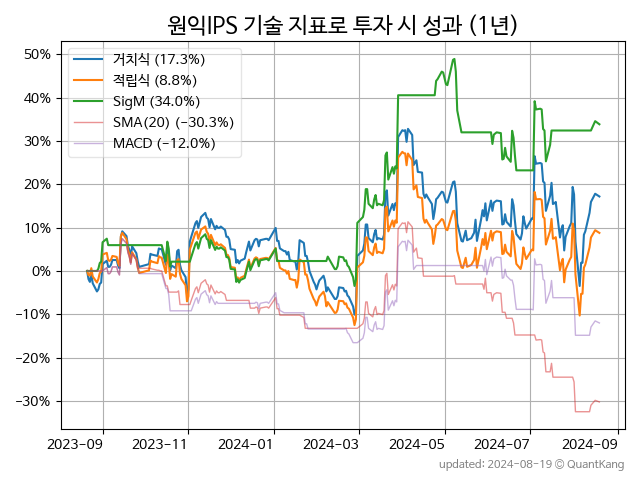 원익IPS 기술 지표로 투자 시 성과 (1년)
거치식 (17.3%)
적립식 (8.8%)
SigM (34.0%)
SMA(20) (−30.3%)
MACD (−12.0%)
50%
40%
30%
20%
10%
0%
−10%
−20%
−30%
2023-09 2023-11 2024-01 2024-03 2024-05 2024-07 2024-09
updated: 2024-08-19 © QuantKang